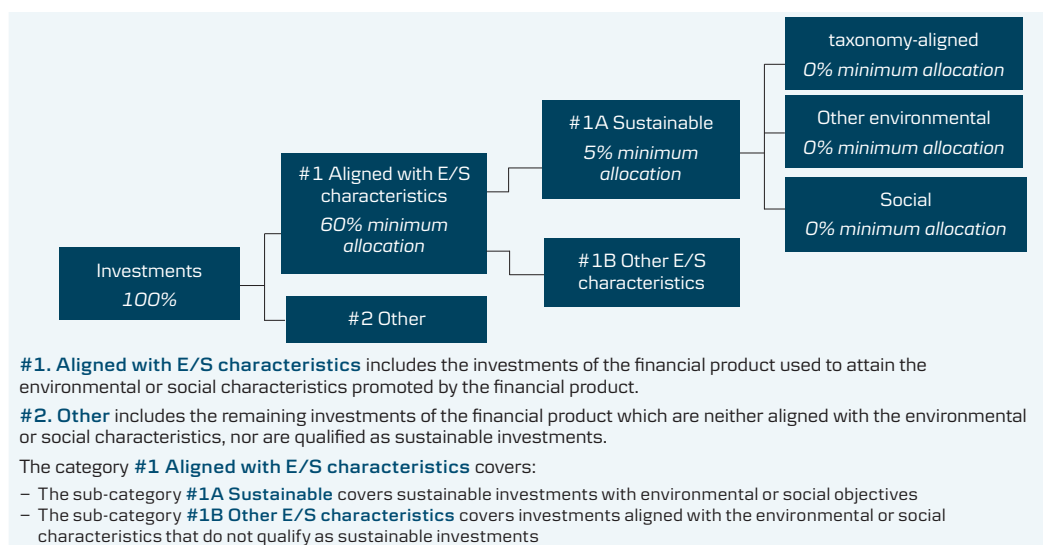 Investments
100%
#1 Aligned with E/S
characteristics
60% minimum
allocation
#2 Other
#1A Sustainable
5% minimum
allocation
#1B Other E/S
characteristics
taxonomy-aligned
0% minimum allocation
Other environmental
0% minimum allocation
Social
0% minimum allocation
#1. Aligned with E/S characteristics includes the investments of the financial product used to attain the
environmental or social characteristics promoted by the financial product.
#2. Other includes the remaining investments of the financial product which are neither aligned with the environmental
or social characteristics, nor are qualified as sustainable investments.
The category #1 Aligned with E/S characteristics covers:
– The sub-category #1A Sustainable covers sustainable investments with environmental or social objectives
– The sub-category #1B Other E/S characteristics covers investments aligned with the environmental or social
characteristics that do not qualify as sustainable investments